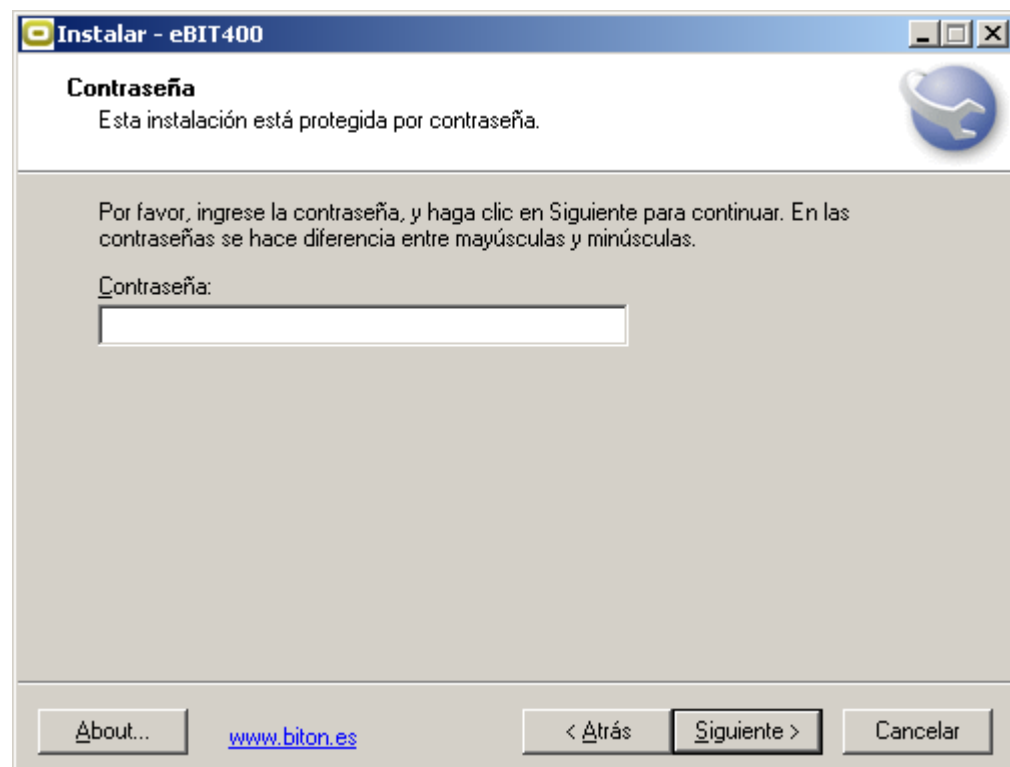 Instalar - eBIT400
Contraseña
Esta instalación está protegida por contraseña.
Por favor, ingrese la contraseña, y haga clic en Siguiente para continuar. En las
contraseñas se hace diferencia entre mayúsculas y minúsculas.
Contraseña:
About...
www.biton.es
< Atrás
Siguiente >
Cancelar